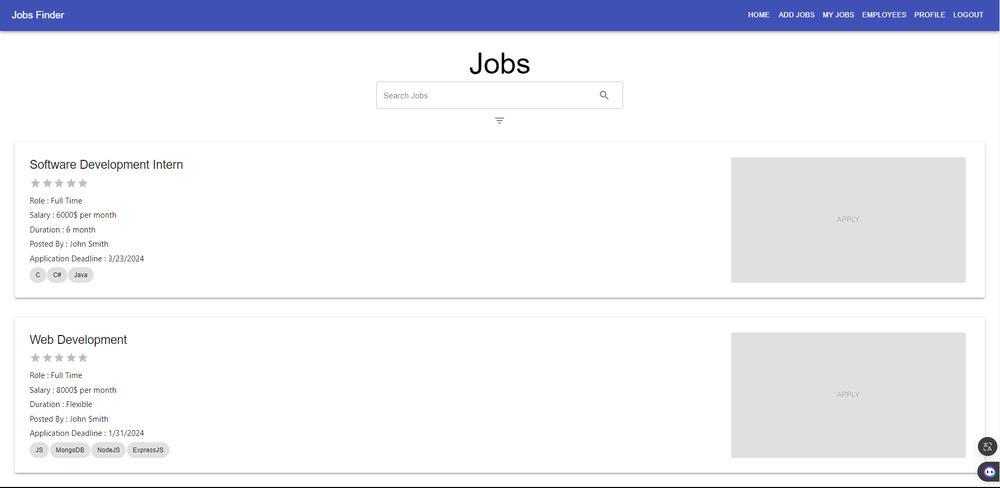 Jobs Finder
HOME ADD JOBS MY JOBS EMPLOYEES PROFILE LOGOUT
Jobs
Search Jobs
Software Development Intern
Role : Full Time
Salary : 6000$ per month
Duration : 6 month
Posted By : John Smith
Application Deadline : 3/23/2024
C C# Java
APPLY
Web Development
Role : Full Time
Salary : 8000$ per month
Duration : Flexible
Posted By : John Smith
Application Deadline : 1/31/2024
JS MongoDB NodeJS ExpressJS
APPLY
文A